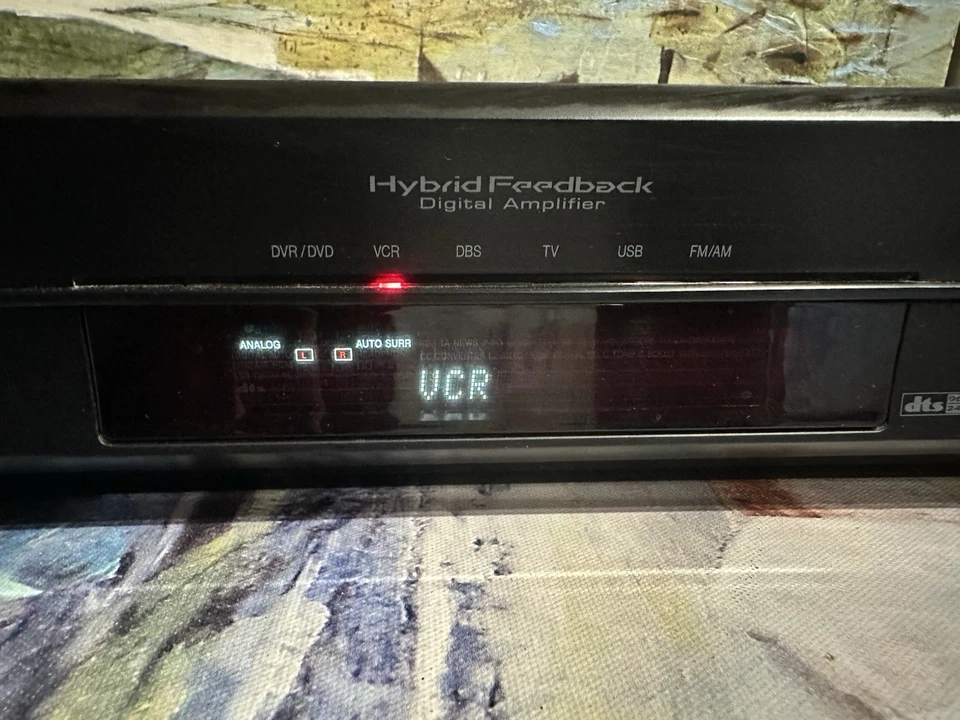 Hybrid Feedback
Digital Amplifier
DVR / DVD VCR DBS TV USB FM/AM
ANALOG L R AUTO SURR
VCR
dts